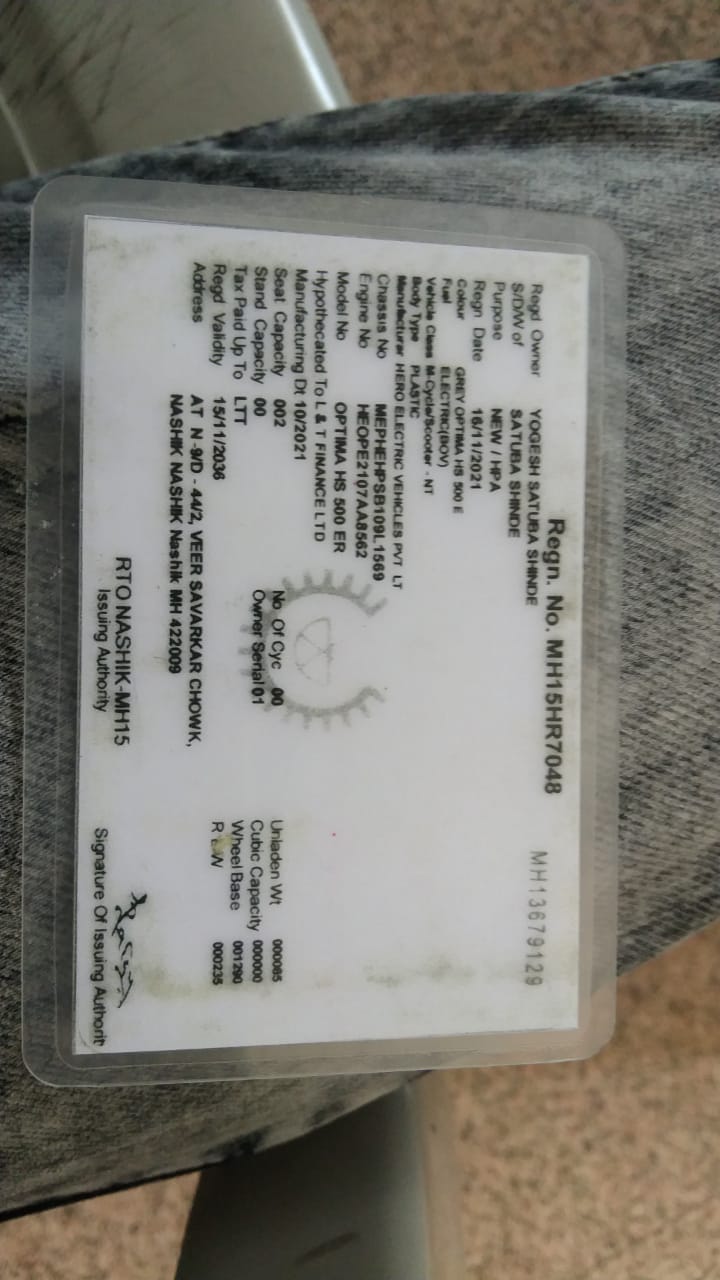 Regn. No. MH15HR7048 MH13679129
Regd Owner YOGESH SATUBA SHINDE
S/D/W of SATUBA SHINDE
Purpose NEW / HPA
Regn Date 16/11/2021
Colour GREY OPTIMA HS 500 E
Fuel ELECTRIC(BOV)
Vehicle Class M-Cycle/Scooter - NT
Body Type PLASTIC
Manufacturer HERO ELECTRIC VEHICLES PVT LT
Chassis No MEPHEHPSB109L1569
Engine No HEOPE2107AA8562
Model No OPTIMA HS 500 ER
Hypothecated To L & T FINANCE LTD
Manufacturing Dt 10/2021
Seat Capacity 002 No. Of Cyc 00 Unladen Wt 000085
Stand Capacity 00 Owner Serial 01 Cubic Capacity 000000
Tax Paid Up To LTT Wheel Base 001290
Regd Validity 15/11/2036 000235
Address AT N-9/D - 44/2, VEER SAVARKAR CHOWK,
NASHIK NASHIK Nashik MH 422009
RTO NASHIK-MH15
Issuing Authority Signature Of Issuing Authorit